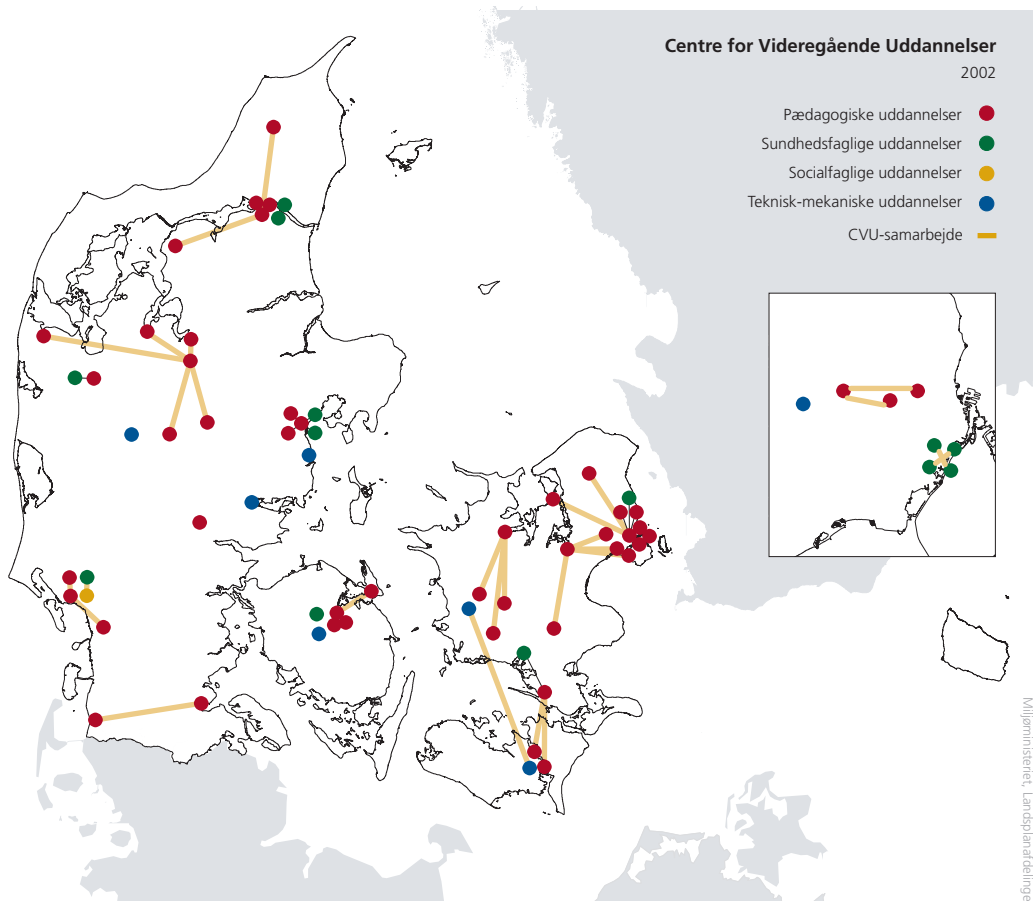 Centre for Videregående Uddannelser
2002
Pædagogiske uddannelser
Sundhedsfaglige uddannelser
Socialfaglige uddannelser
Teknisk-mekaniske uddannelser
CVU-samarbejde
Miljøministeriet, Landsplanafdelinge